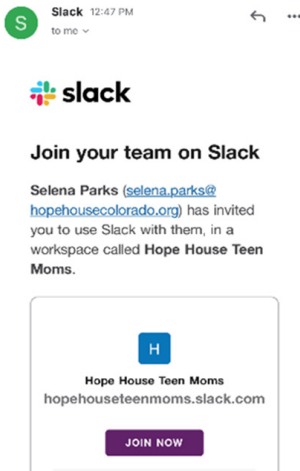 S
Slack 12:47 PM
to me
slack
Join your team on Slack
Selena Parks (selena.parks@
hopehousecolorado.org) has invited
you to use Slack with them, in a
workspace called Hope House Teen
Moms.
H
Hope House Teen Moms
hopehouseteenmoms.slack.com
JOIN NOW